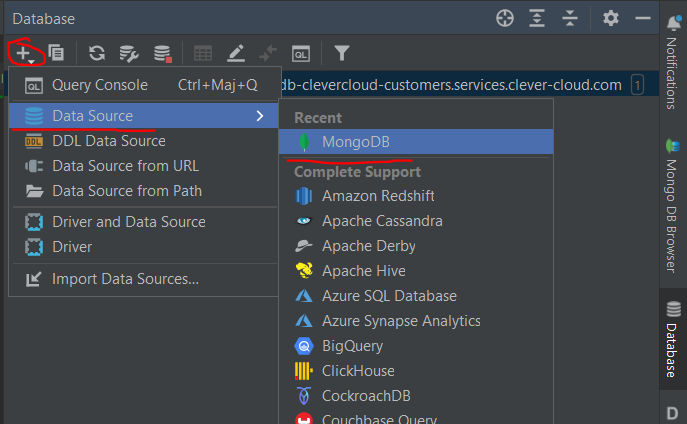 Database
Query Console Ctrl+Maj+Q
db-clevercloud-customers.services.clever-cloud.com 1
Data Source
DDL Data Source
Data Source from URL
Data Source from Path
Driver and Data Source
Driver
Import Data Sources...
Recent
MongoDB
Complete Support
Amazon Redshift
Apache Cassandra
Apache Derby
Apache Hive
Azure SQL Database
Azure Synapse Analytics
BigQuery
ClickHouse
CockroachDB
Couchbase Query
Notifications
Mongo DB Browser
Database
D
QL
QL
DDL